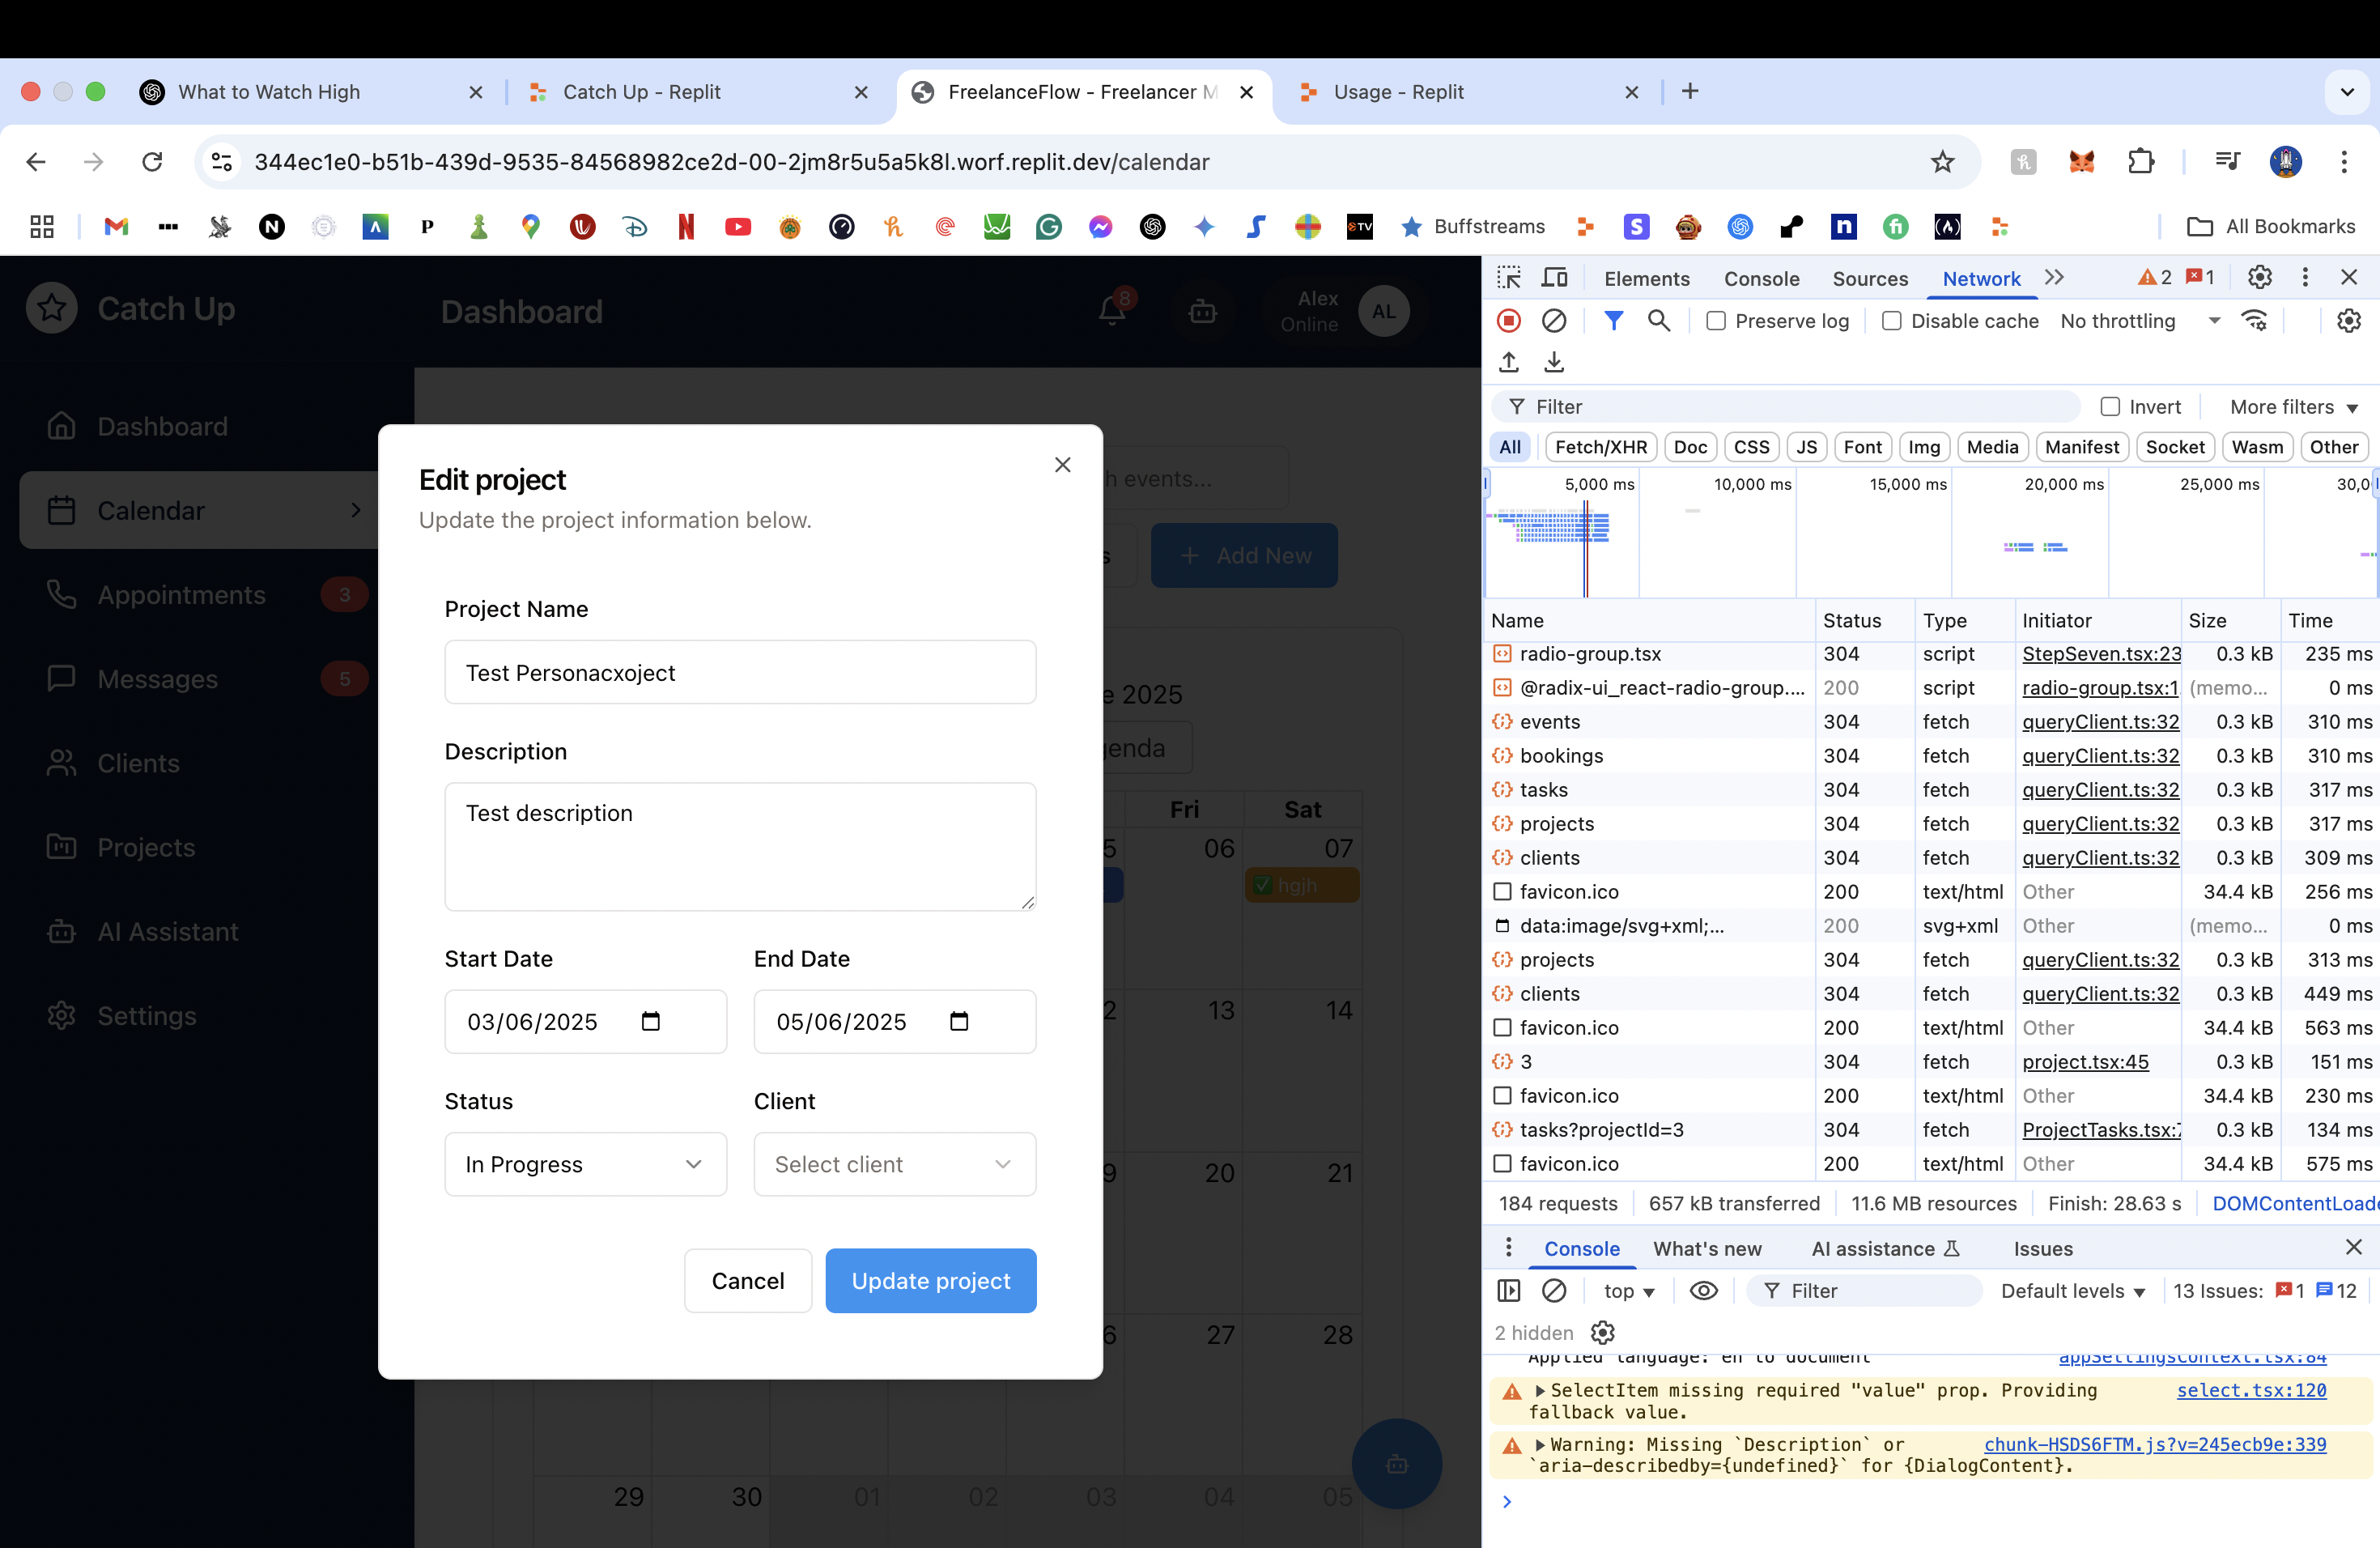 What to Watch High
Catch Up - Replit
FreelanceFlow - Freelancer M
Usage - Replit
344ec1e0-b51b-439d-9535-84568982ce2d-00-2jm8r5u5a5k8l.worf.replit.dev/calendar
Buffstreams
All Bookmarks
Catch Up
Dashboard
8
Alex
Online
AL
Dashboard
Calendar
Appointments 3
Messages 5
Clients
Projects
AI Assistant
Settings
h events...
s
+ Add New
e 2025
genda
Fri Sat
5 06 07
hgjh
2 13 14
9 20 21
6 27 28
29 30 01 02 03 04 05
Edit project
Update the project information below.
Project Name
Test Personacxoject
Description
Test description
Start Date End Date
03/06/2025 05/06/2025
Status Client
In Progress Select client
Cancel Update project
Elements Console Sources Network 2 1
Preserve log Disable cache No throttling
Filter Invert More filters
All Fetch/XHR Doc CSS JS Font Img Media Manifest Socket Wasm Other
5,000 ms 10,000 ms 15,000 ms 20,000 ms 25,000 ms 30,0
Name Status Type Initiator Size Time
radio-group.tsx 304 script StepSeven.tsx:23 0.3 kB 235 ms
@radix-ui_react-radio-group.... 200 script radio-group.tsx:1 (memo... 0 ms
events 304 fetch queryClient.ts:32 0.3 kB 310 ms
bookings 304 fetch queryClient.ts:32 0.3 kB 310 ms
tasks 304 fetch queryClient.ts:32 0.3 kB 317 ms
projects 304 fetch queryClient.ts:32 0.3 kB 317 ms
clients 304 fetch queryClient.ts:32 0.3 kB 309 ms
favicon.ico 200 text/html Other 34.4 kB 256 ms
data:image/svg+xml;... 200 svg+xml Other (memo... 0 ms
projects 304 fetch queryClient.ts:32 0.3 kB 313 ms
clients 304 fetch queryClient.ts:32 0.3 kB 449 ms
favicon.ico 200 text/html Other 34.4 kB 563 ms
3 304 fetch project.tsx:45 0.3 kB 151 ms
favicon.ico 200 text/html Other 34.4 kB 230 ms
tasks?projectId=3 304 fetch ProjectTasks.tsx:7 0.3 kB 134 ms
favicon.ico 200 text/html Other 34.4 kB 575 ms
184 requests 657 kB transferred 11.6 MB resources Finish: 28.63 s DOMContentLoade
Console What's new AI assistance Issues
top Filter Default levels 13 Issues: 1 12
2 hidden
Applied language: en to document appSettingsContext.tsx:84
SelectItem missing required "value" prop. Providing select.tsx:120
fallback value.
Warning: Missing `Description` or chunk-HSDS6FTM.js?v=245ecb9e:339
`aria-describedby={undefined}` for {DialogContent}.